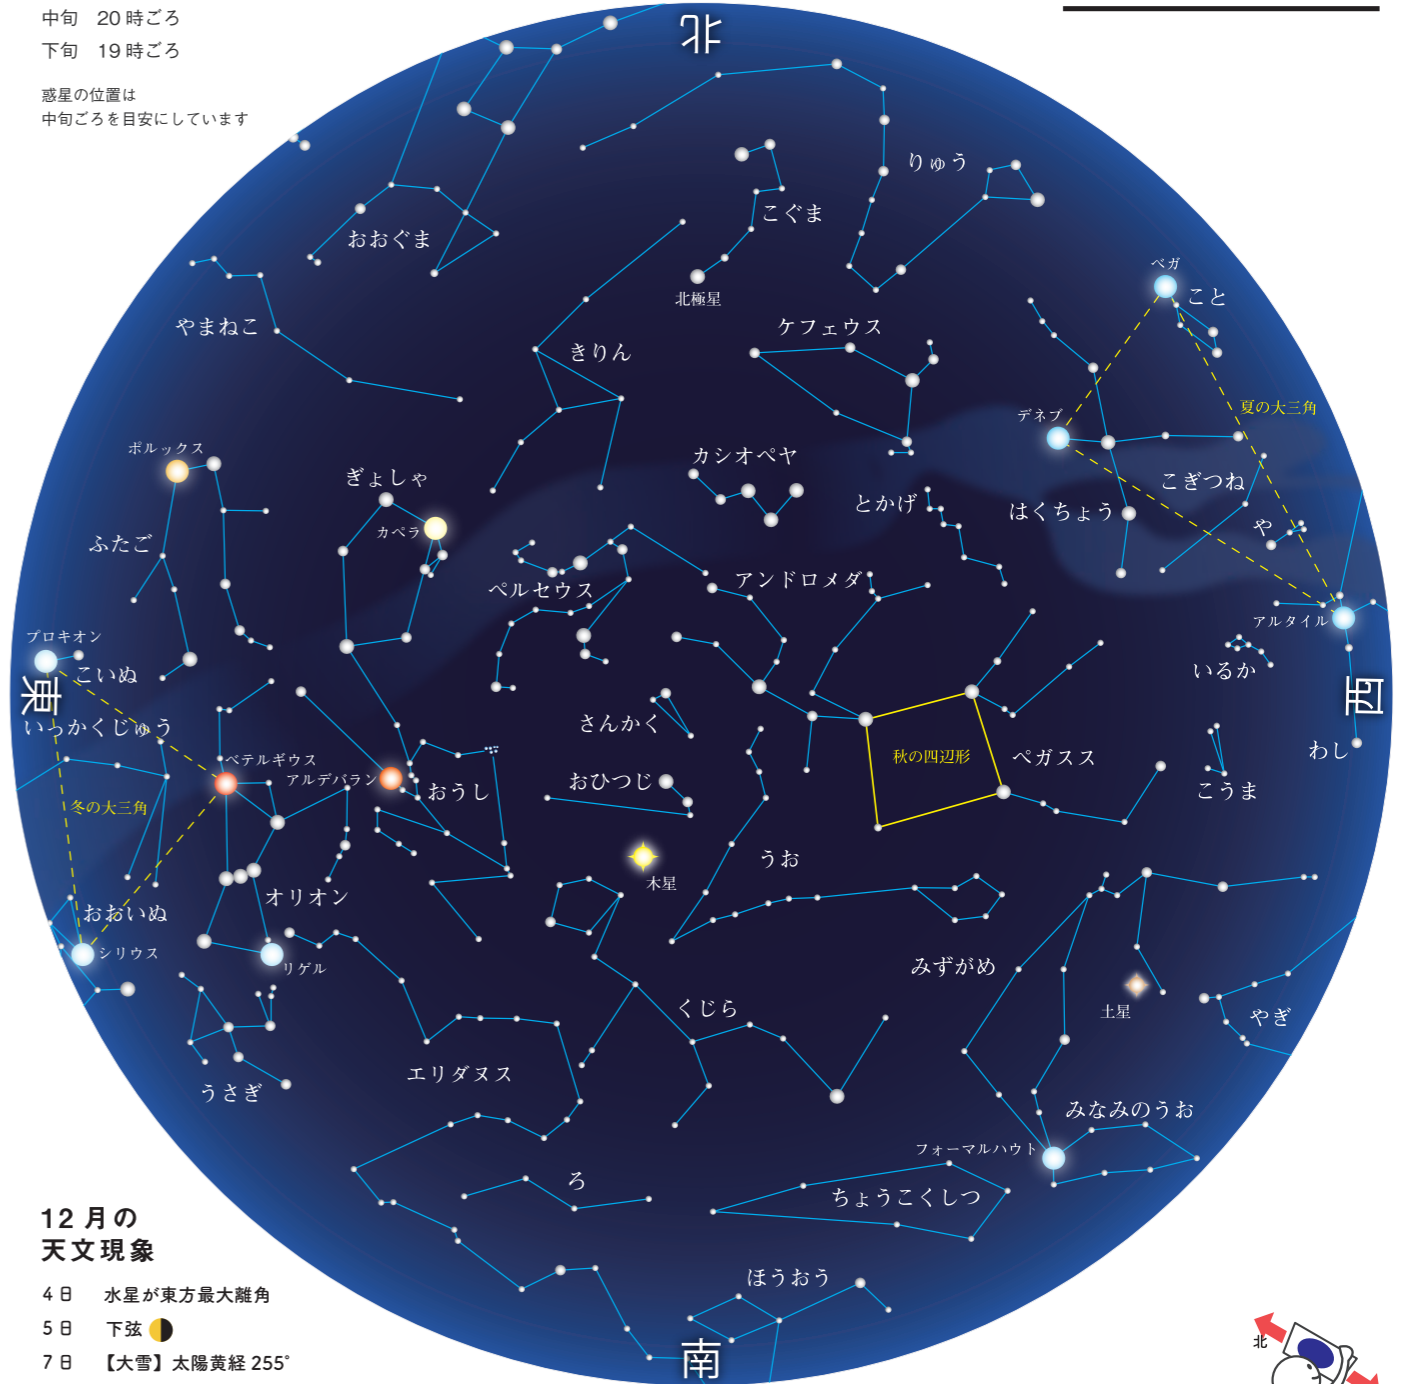 中旬 20時ごろ
下旬 19時ごろ
惑星の位置は
中旬ごろを目安にしています
北
りゅう
こぐま
おおぐま
北極星
ベガ
こと
やまねこ
きりん
ケフェウス
デネブ
夏の大三角
ポルックス
カシオペヤ
ぎょしゃ
こぎつね
とかげ
はくちょう
カペラ
や
ふたご
ペルセウス
アンドロメダ
アルタイル
プロキオン
こいぬ
いるか
東
西
いっかくじゅう
さんかく
わし
ベテルギウス
アルデバラン
おうし
おひつじ
秋の四辺形
ペガスス
こうま
冬の大三角
木星
うお
オリオン
おおいぬ
シリウス
リゲル
みずがめ
くじら
土星
やぎ
エリダヌス
うさぎ
みなみのうお
フォーマルハウト
ろ
ちょうこくしつ
ほうおう
南
12月の
天文現象
4日 水星が東方最大離角
5日 下弦
7日 【大雪】太陽黄経255°
北